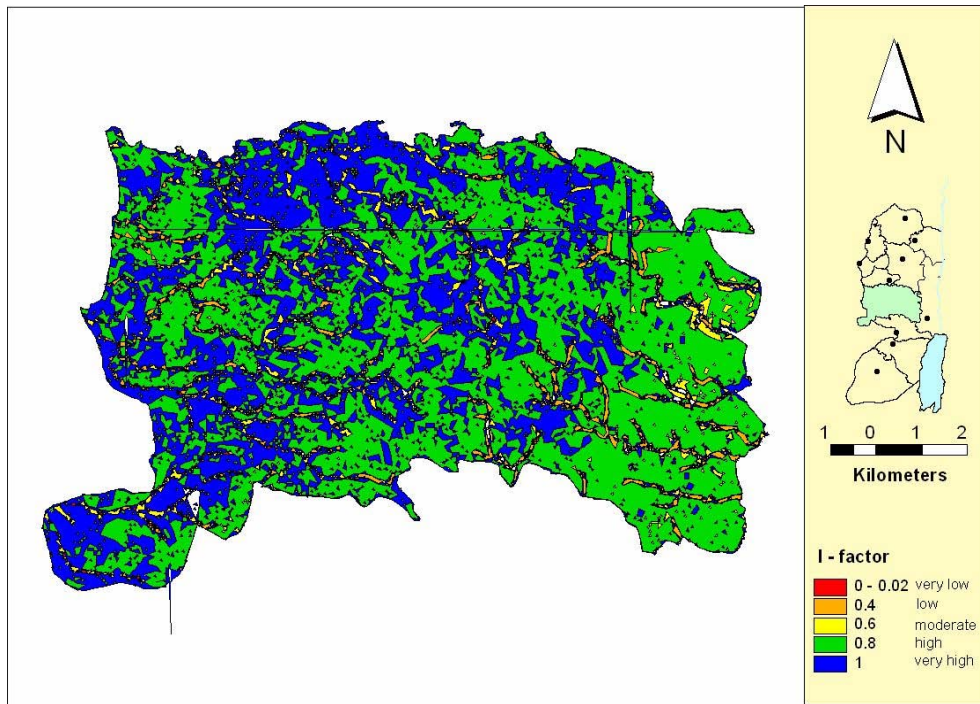 N
1 0 1 2
Kilometers
I - factor
0 - 0.02 very low
0.4 low
0.6 moderate
0.8 high
1 very high